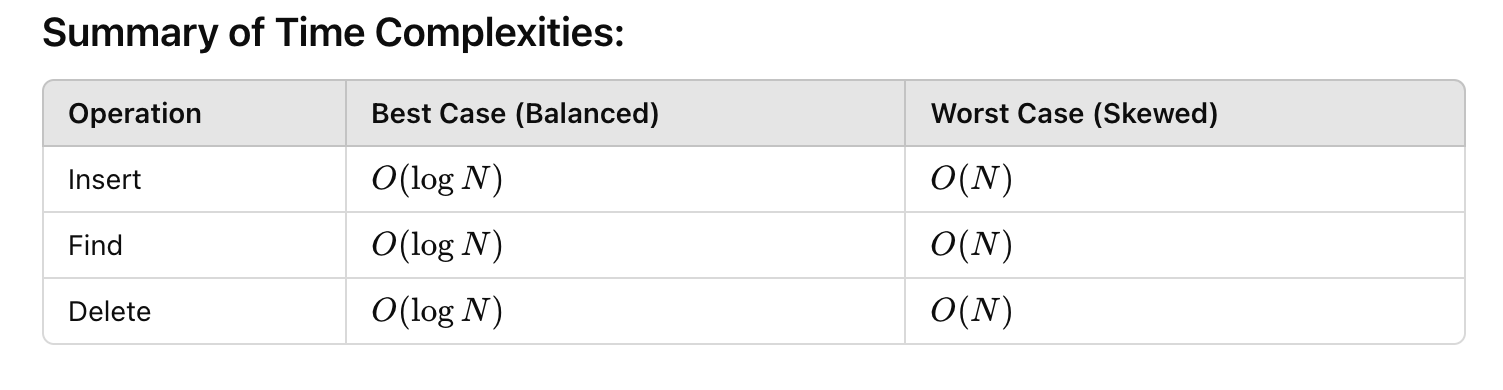 Summary of Time Complexities:
Operation Best Case (Balanced) Worst Case (Skewed)
Insert O(log N) O(N)
Find O(log N) O(N)
Delete O(log N) O(N)